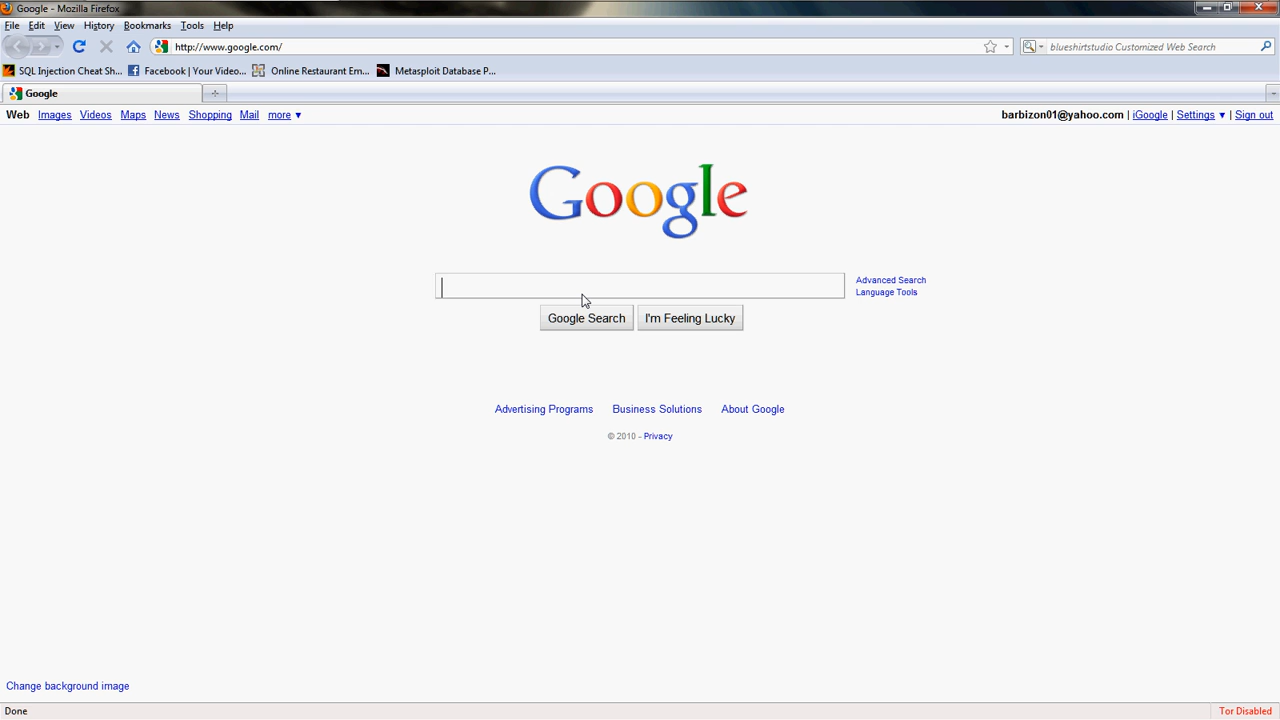 Google - Mozilla Firefox
File Edit View History Bookmarks Tools Help
http://www.google.com/
blueshirtstudio Customized Web Search
SQL Injection Cheat Sh... Facebook | Your Video... Online Restaurant Em... Metasploit Database P...
Google
Web Images Videos Maps News Shopping Mail more ▼
barbizon01@yahoo.com | iGoogle | Settings ▼ | Sign out
Google
Advanced Search
Language Tools
Google Search I'm Feeling Lucky
Advertising Programs Business Solutions About Google
© 2010 - Privacy
Change background image
Done
Tor Disabled